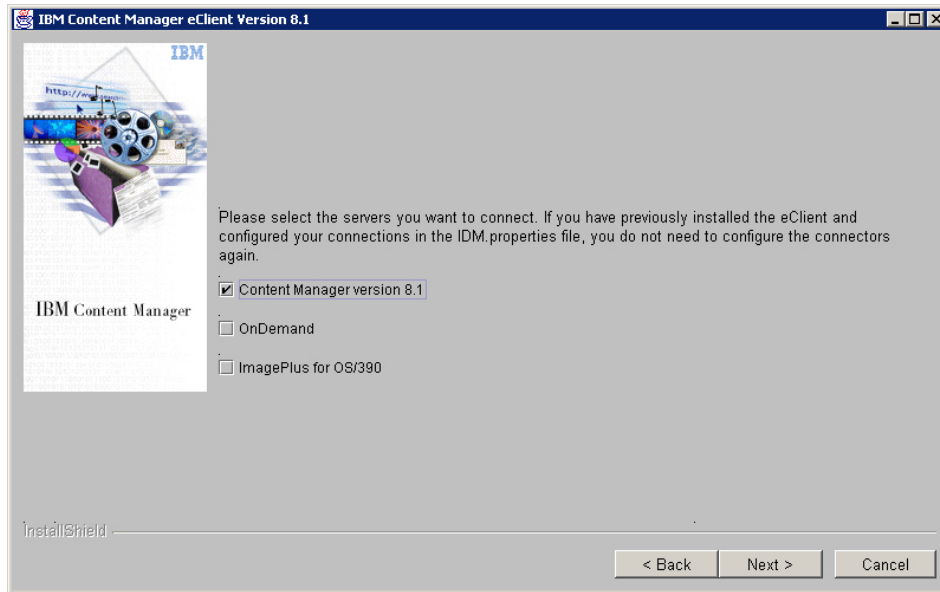 IBM Content Manager eClient Version 8.1
IBM
http://www
IBM Content Manager
Please select the servers you want to connect. If you have previously installed the eClient and
configured your connections in the IDM.properties file, you do not need to configure the connectors
again.
Content Manager version 8.1
OnDemand
ImagePlus for OS/390
InstallShield
< Back
Next >
Cancel